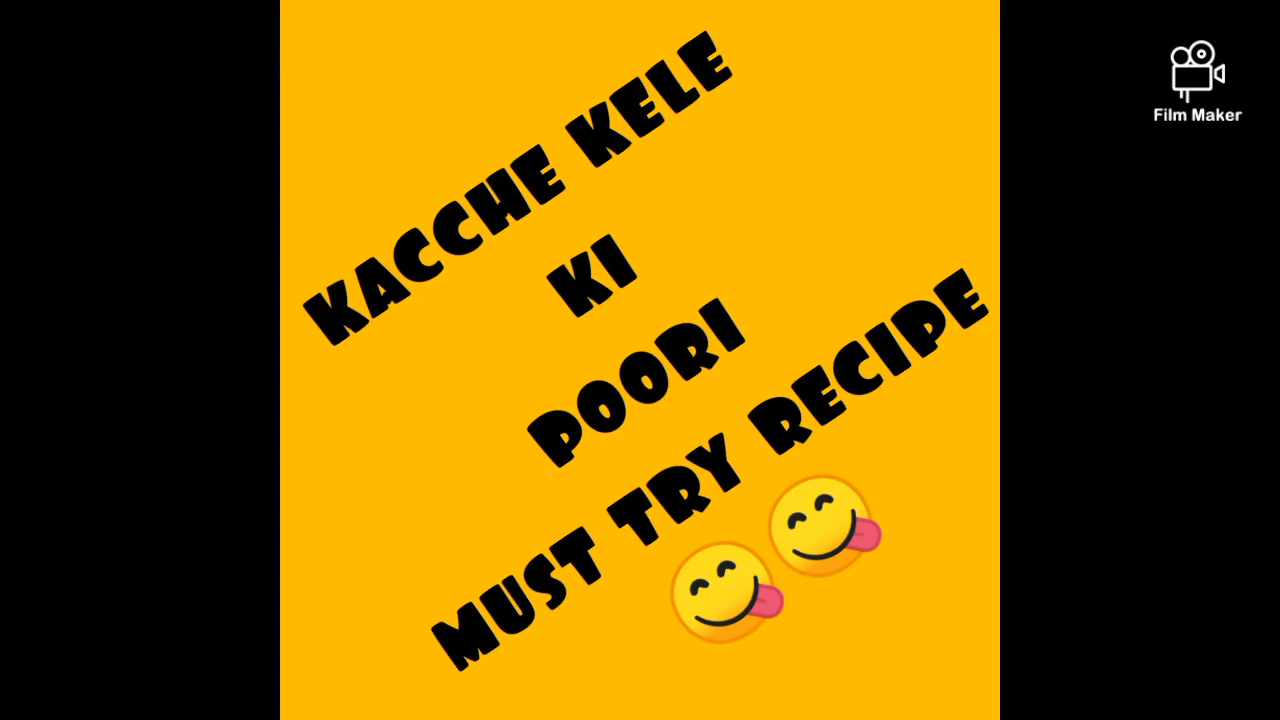 KACCHE KELE
KI
POORI
MUST TRY RECIPE
Film Maker